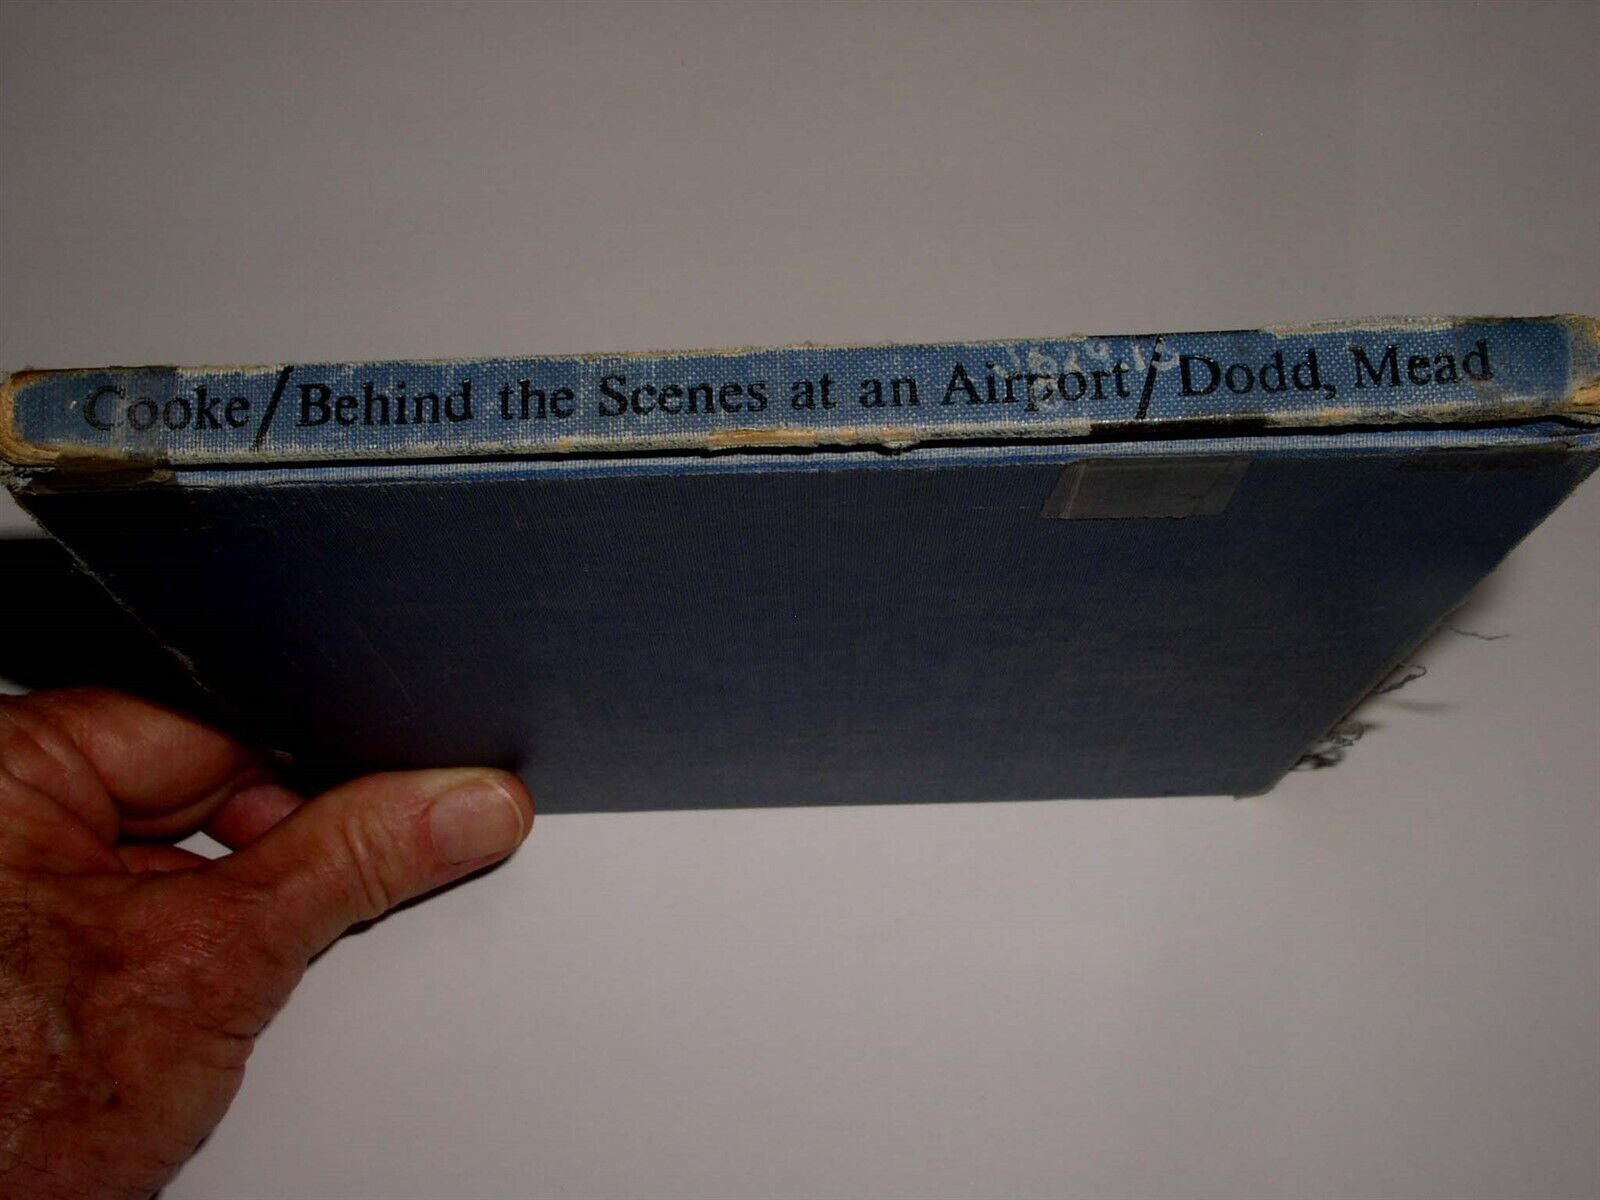 Cooke/Behind the Scenes at an Airport/Dodd, Mead